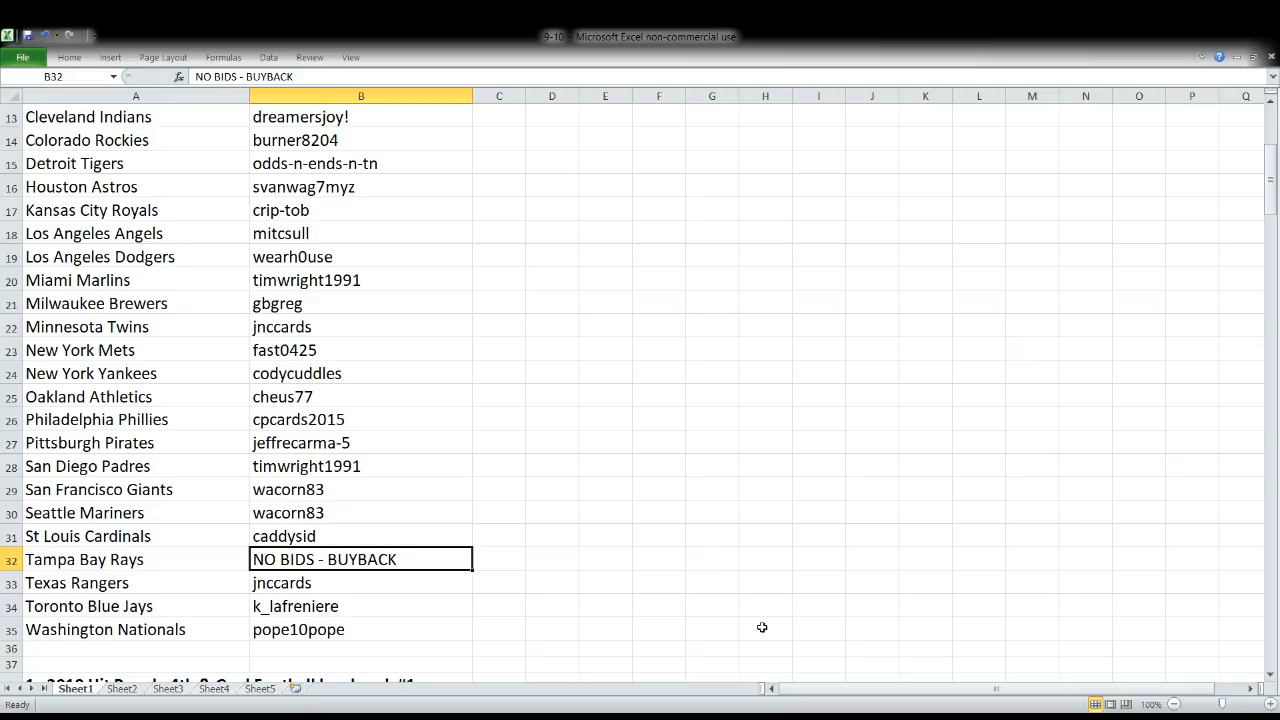 9-10 - Microsoft Excel non-commercial use
File Home Insert Page Layout Formulas Data Review View
B32 fx NO BIDS - BUYBACK
A B C D E F G H I J K L M N O P Q
13 Cleveland Indians dreamersjoy!
14 Colorado Rockies burner8204
15 Detroit Tigers odds-n-ends-n-tn
16 Houston Astros svanwag7myz
17 Kansas City Royals crip-tob
18 Los Angeles Angels mitcsull
19 Los Angeles Dodgers wearh0use
20 Miami Marlins timwright1991
21 Milwaukee Brewers gbgreg
22 Minnesota Twins jnccards
23 New York Mets fast0425
24 New York Yankees codycuddles
25 Oakland Athletics cheus77
26 Philadelphia Phillies cpcards2015
27 Pittsburgh Pirates jeffrecarma-5
28 San Diego Padres timwright1991
29 San Francisco Giants wacorn83
30 Seattle Mariners wacorn83
31 St Louis Cardinals caddysid
32 Tampa Bay Rays NO BIDS - BUYBACK
33 Texas Rangers jnccards
34 Toronto Blue Jays k_lafreniere
35 Washington Nationals pope10pope
36
37
Sheet1 Sheet2 Sheet3 Sheet4 Sheet5
Ready 100%